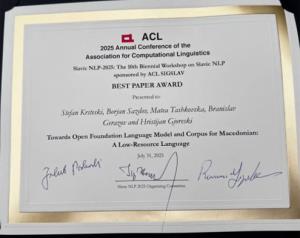 ACL
2025 Annual Conference of the
Association for Computational Linguistics
Slavic NLP-2025: The 10th Biennial Workshop on Slavic NLP
sponsored by ACL SIGSLAV
BEST PAPER AWARD
Presented to:
Stefan Krsteski, Borjan Sazdov, Matea Tashkovska, Branislav
Gerazov and Hristijan Gjoreski
Towards Open Foundation Language Model and Corpus for Macedonian:
A Low-Resource Language
July 31, 2025
Slavic NLP 2025 Organizing Committee